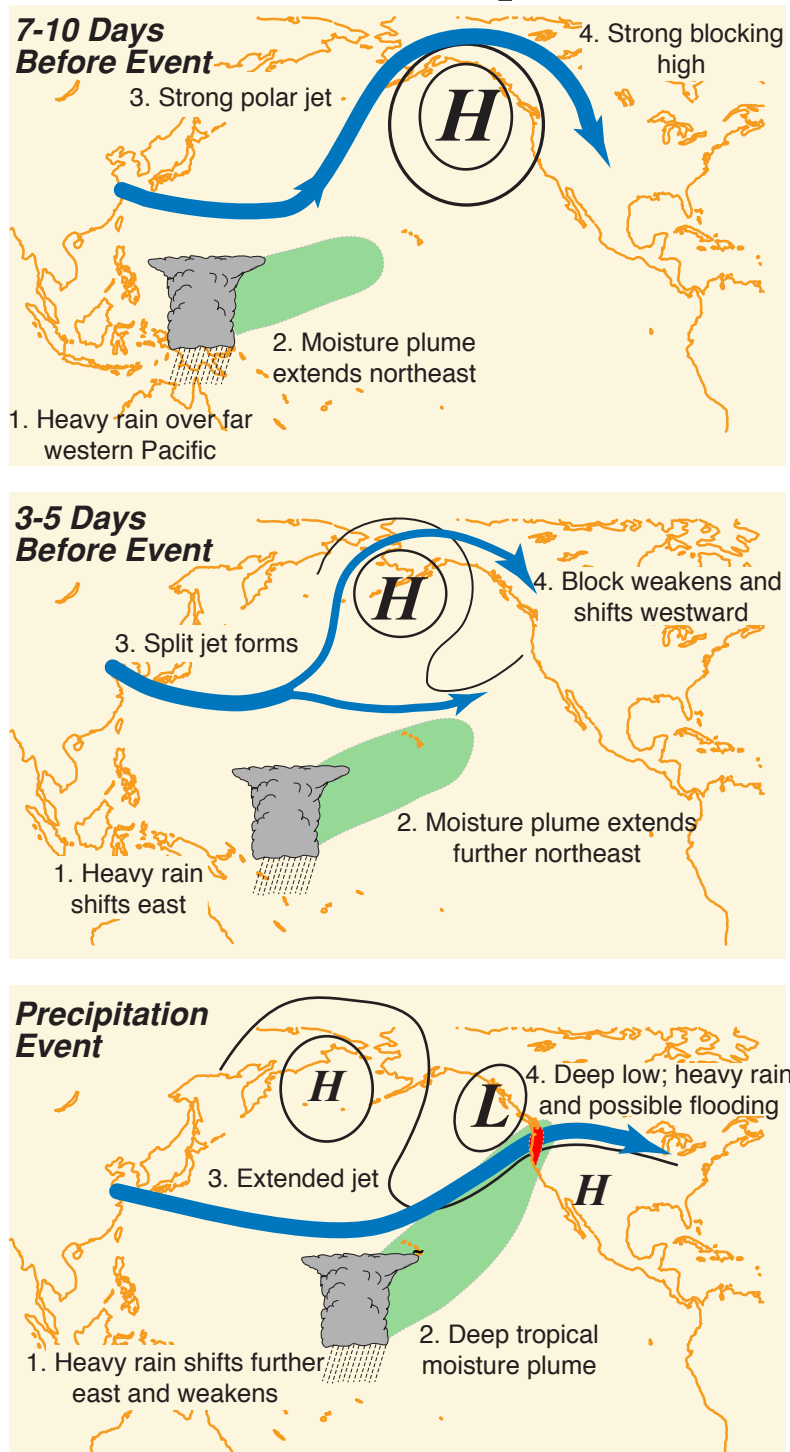 7-10 Days
Before Event
4. Strong blocking
high
3. Strong polar jet
H
2. Moisture plume
extends northeast
1. Heavy rain over far
western Pacific
3-5 Days
Before Event
H
4. Block weakens and
shifts westward
3. Split jet forms
2. Moisture plume extends
further northeast
1. Heavy rain
shifts east
Precipitation
Event
H
L
4. Deep low; heavy rain
and possible flooding
3. Extended jet
H
2. Deep tropical
moisture plume
1. Heavy rain shifts further
east and weakens